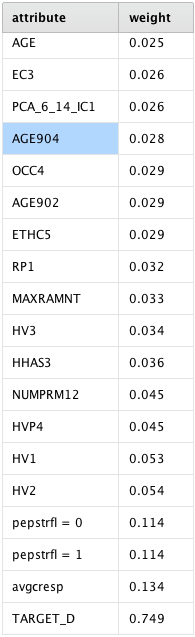 attribute weight
AGE 0.025
EC3 0.026
PCA_6_14_IC1 0.026
AGE904 0.028
OCC4 0.029
AGE902 0.029
ETHC5 0.029
RP1 0.032
MAXRAMNT 0.033
HV3 0.034
HHAS3 0.036
NUMPRM12 0.045
HVP4 0.045
HV1 0.053
HV2 0.054
pepstrfl = 0 0.114
pepstrfl = 1 0.114
avgcresp 0.134
TARGET_D 0.749